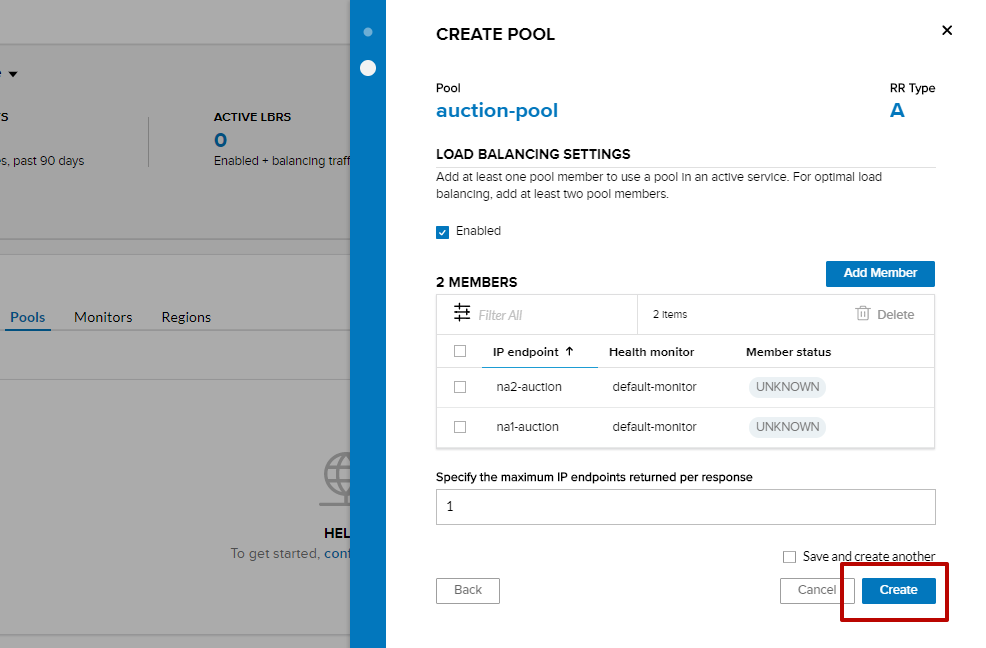 CREATE POOL
Pool
RR Type
auction-pool
A
ACTIVE LBRS
0
s, past 90 days
Enabled + balancing traff
LOAD BALANCING SETTINGS
Add at least one pool member to use a pool in an active service. For optimal load
balancing, add at least two pool members.
Enabled
2 MEMBERS
Add Member
Filter All
2 Items
Delete
Pools
Monitors
Regions
IP endpoint ↑
Health monitor
Member status
na2-auction
default-monitor
UNKNOWN
na1-auction
default-monitor
UNKNOWN
Specify the maximum IP endpoints returned per response
1
HEL
To get started, conf
Save and create another
Back
Cancel
Create